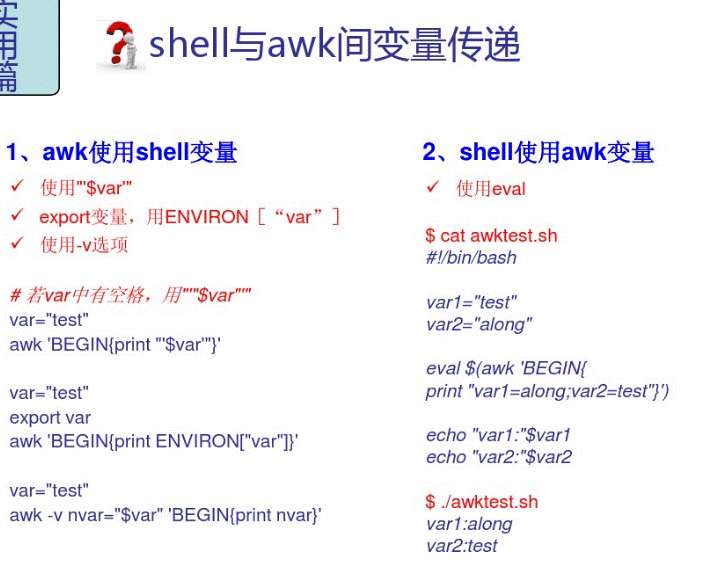 实用篇
shell与awk间变量传递
1、awk使用shell变量
✓ 使用"'$var'"
✓ export变量，用ENVIRON［“var”］
✓ 使用-v选项
# 若var中有空格，用"'"$var"'"
var="test"
awk 'BEGIN{print "'$var'"}'
var="test"
export var
awk 'BEGIN{print ENVIRON["var"]}'
var="test"
awk -v nvar="$var" 'BEGIN{print nvar}'
2、shell使用awk变量
✓ 使用eval
$ cat awktest.sh
#!/bin/bash
var1="test"
var2="along"
eval $(awk 'BEGIN{
print "var1=along;var2=test"}')
echo "var1:"$var1
echo "var2:"$var2
$ ./awktest.sh
var1:along
var2:test